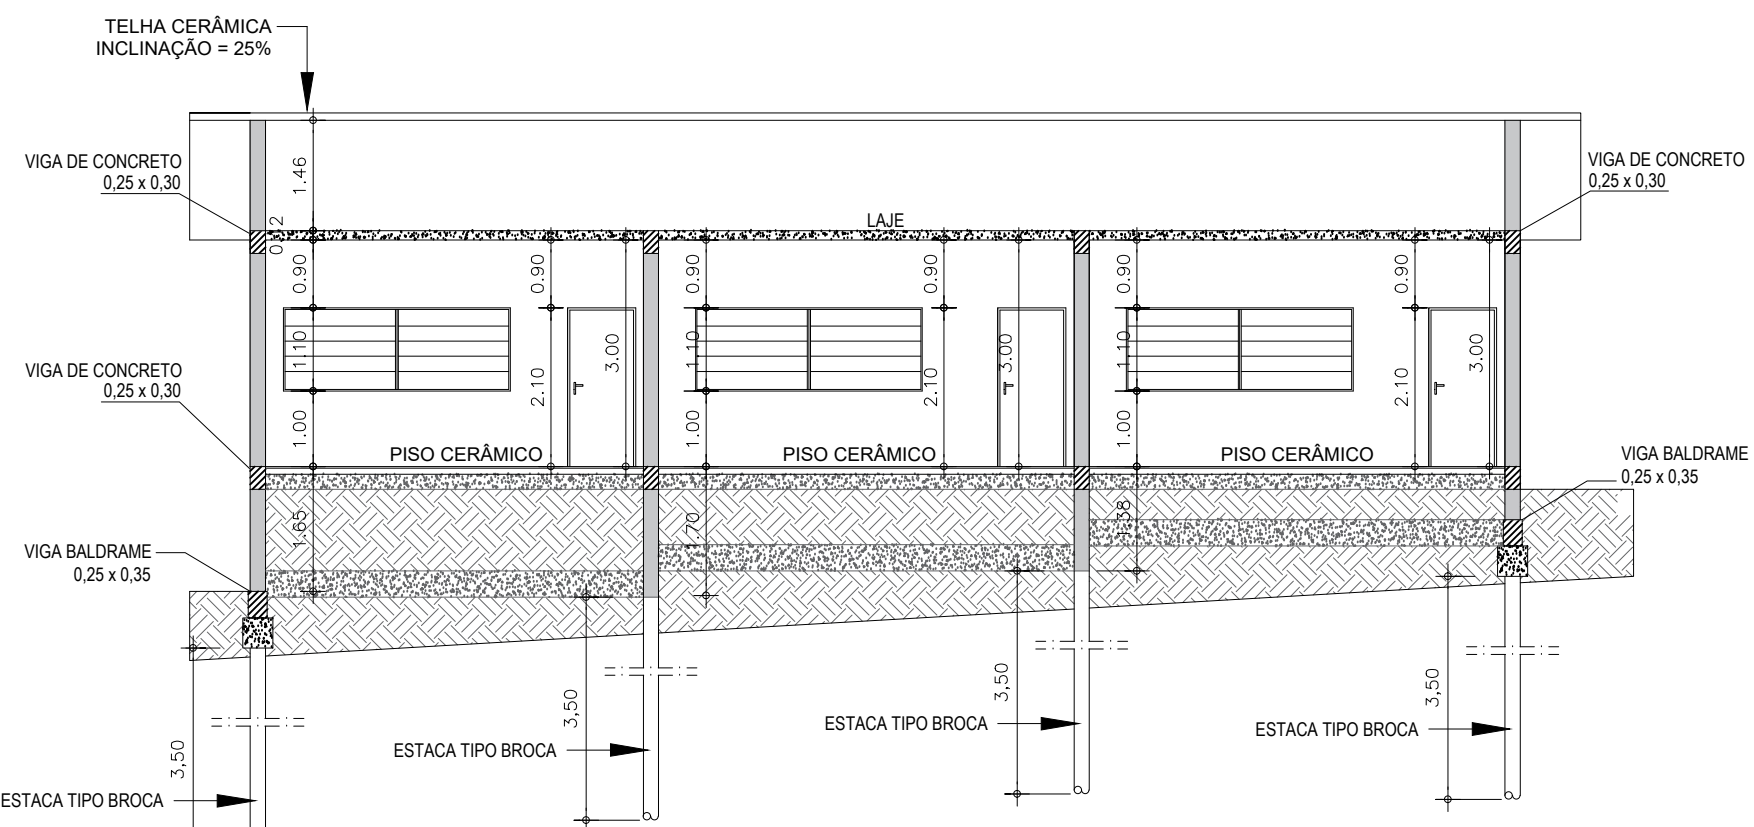 TELHA CERÂMICA
INCLINAÇÃO = 25%
VIGA DE CONCRETO
0,25 x 0,30
1.46
VIGA DE CONCRETO
0,25 x 0,30
LAJE
0.90
0.90
0.90
0.90
0.90
0.90
1.10
2.10
3.00
1.10
2.10
3.00
1.10
2.10
3.00
VIGA DE CONCRETO
0,25 x 0,30
1.00
PISO CERÂMICO
1.00
PISO CERÂMICO
1.00
PISO CERÂMICO
VIGA BALDRAME
0,25 x 0,35
1.65
1.70
1.38
VIGA BALDRAME
0,25 x 0,35
3,50
3,50
3,50
3,50
ESTACA TIPO BROCA
ESTACA TIPO BROCA
ESTACA TIPO BROCA
ESTACA TIPO BROCA